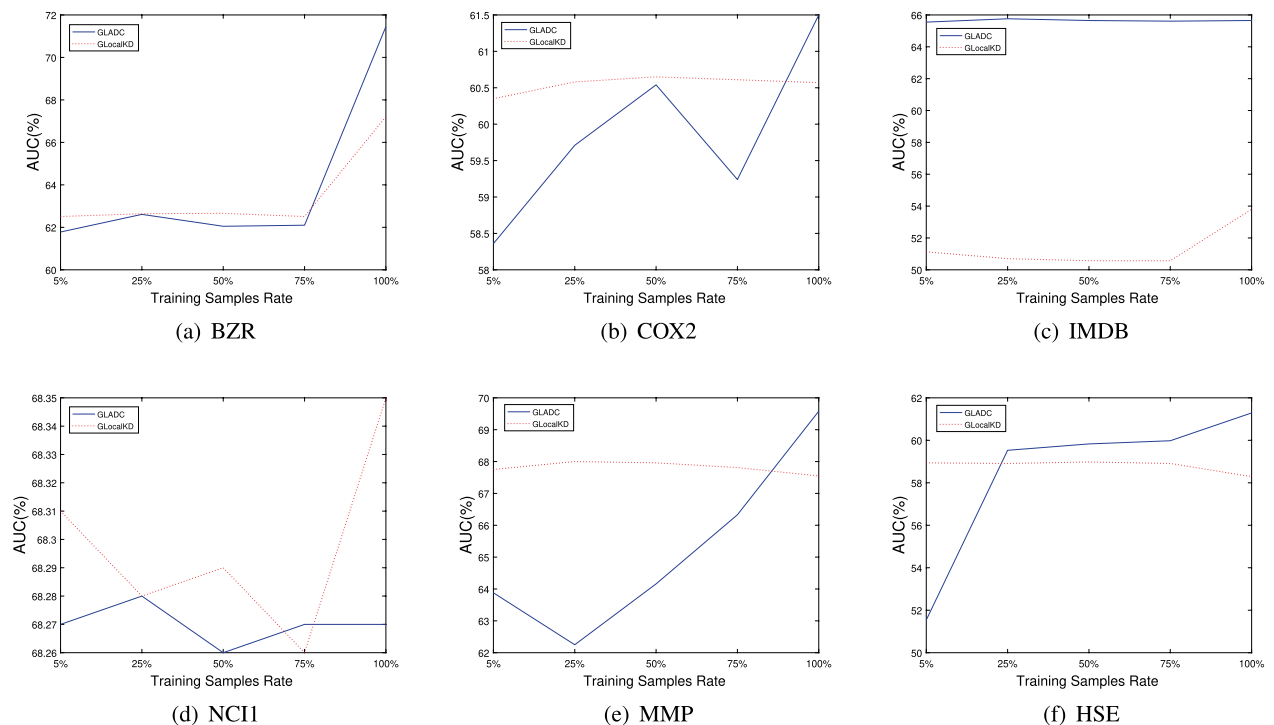 72
70
68
66
64
62
60
AUC(%)
GLADC
GLocalKD
5% 25% 50% 75% 100%
Training Samples Rate
(a) BZR
61.5
61
60.5
60
59.5
59
58.5
58
AUC(%)
GLADC
GLocalKD
5% 25% 50% 75% 100%
Training Samples Rate
(b) COX2
66
64
62
60
58
56
54
52
50
AUC(%)
GLADC
GLocalKD
5% 25% 50% 75% 100%
Training Samples Rate
(c) IMDB
68.35
68.34
68.33
68.32
68.31
68.3
68.29
68.28
68.27
68.26
AUC(%)
GLADC
GLocalKD
5% 25% 50% 75% 100%
Training Samples Rate
(d) NCI1
70
69
68
67
66
65
64
63
62
AUC(%)
GLADC
GLocalKD
5% 25% 50% 75% 100%
Training Samples Rate
(e) MMP
62
60
58
56
54
52
50
AUC(%)
GLADC
GLocalKD
5% 25% 50% 75% 100%
Training Samples Rate
(f) HSE